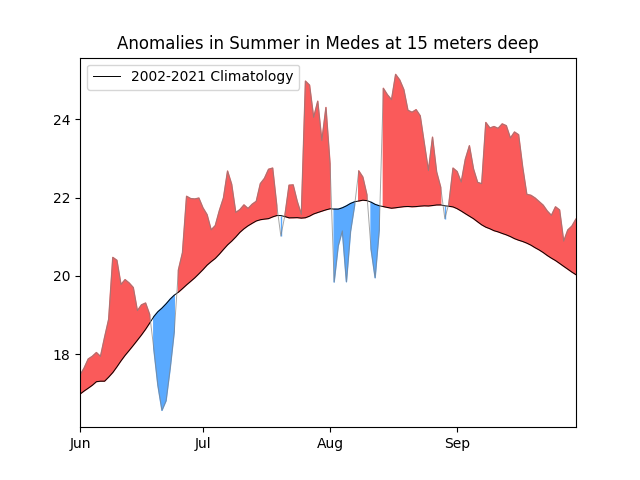 Anomalies in Summer in Medes at 15 meters deep
2002-2021 Climatology
24
22
20
18
Jun Jul Aug Sep